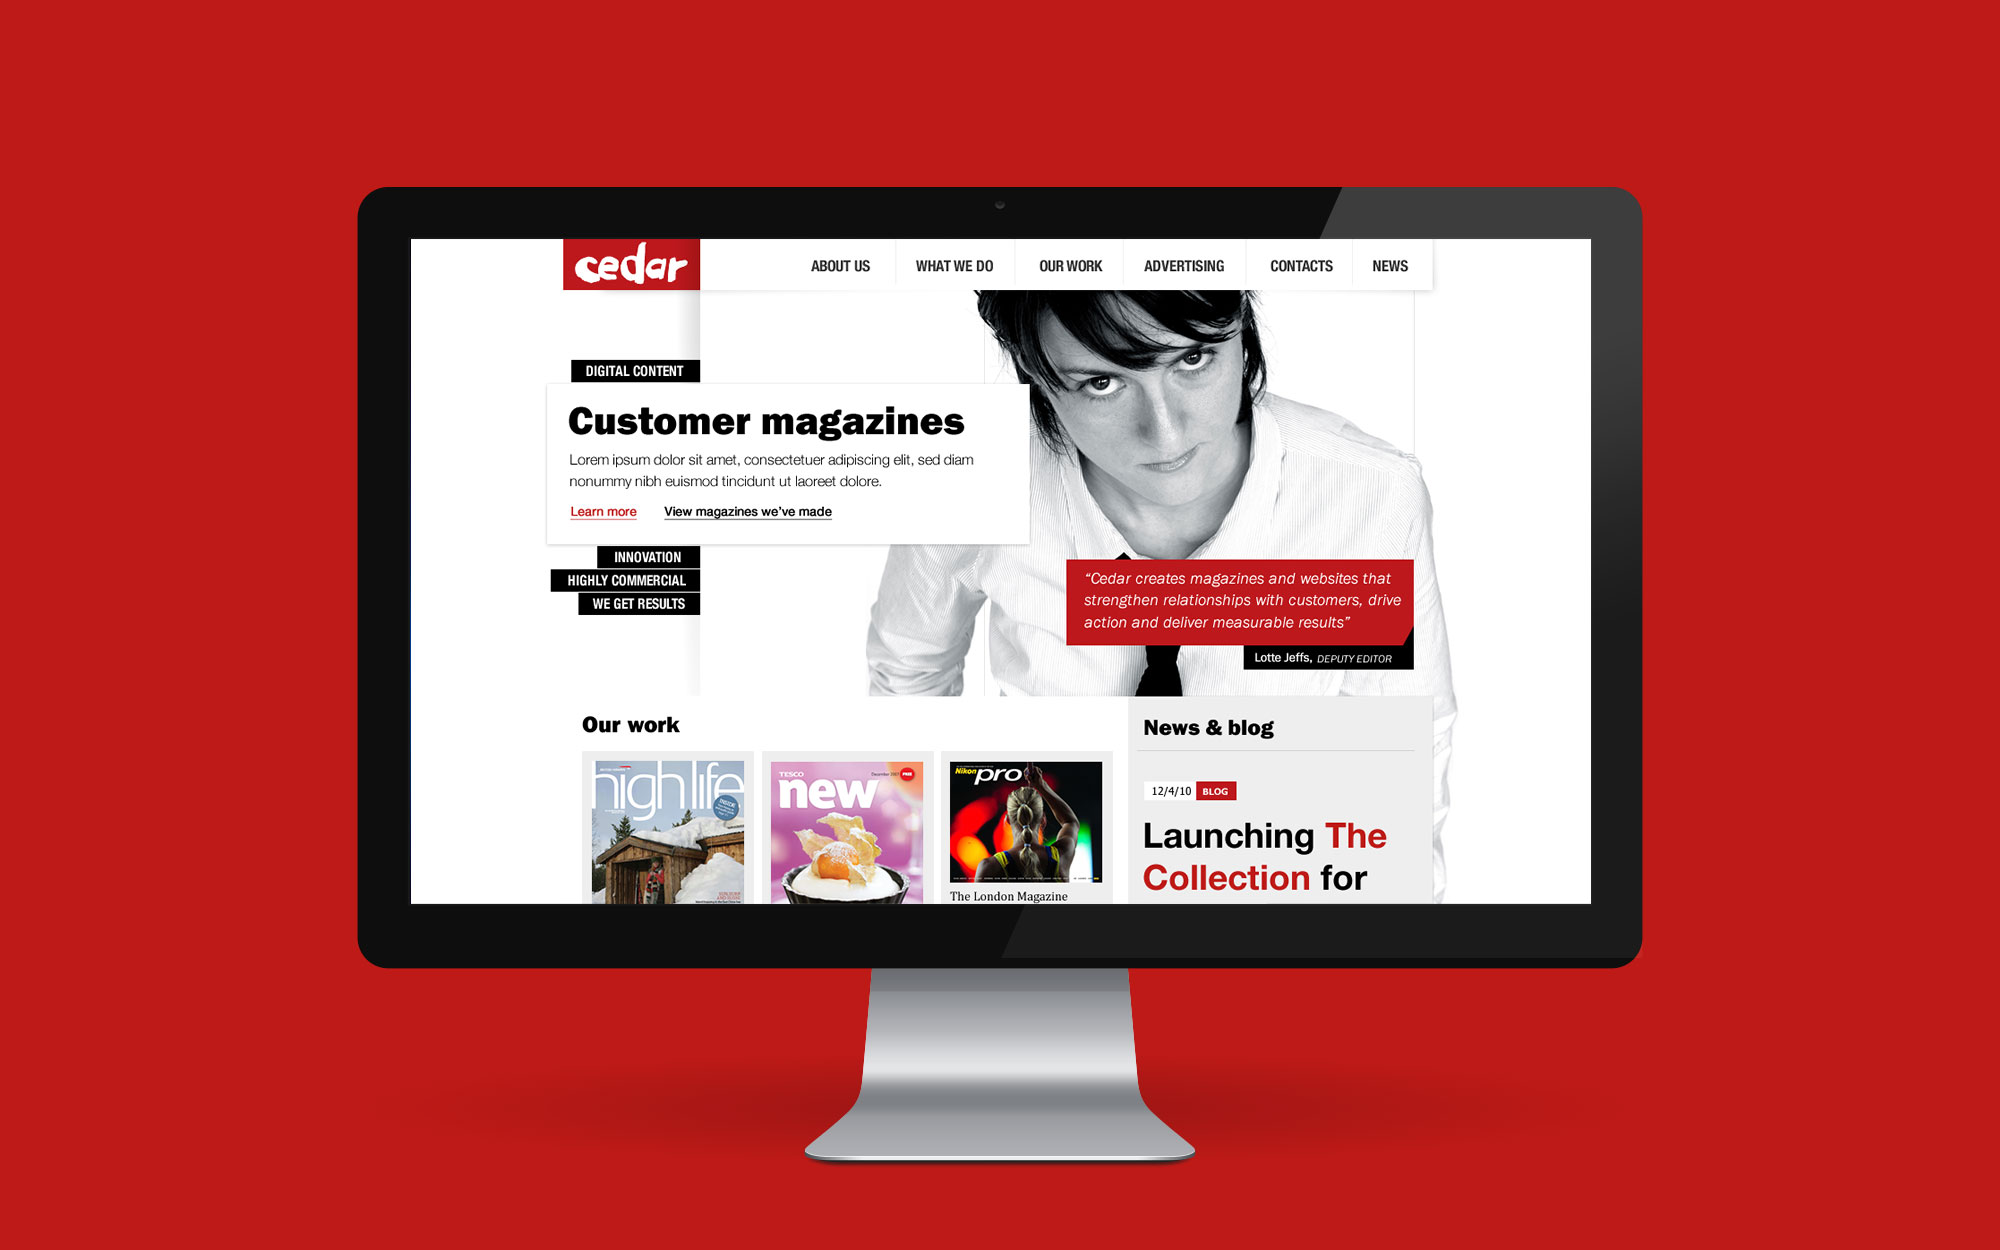 cedar
ABOUT US
WHAT WE DO
OUR WORK
ADVERTISING
CONTACTS
NEWS
DIGITAL CONTENT
Customer magazines
Lorem ipsum dolor sit amet, consectetuer adipiscing elit, sed diam
nonummy nibh euismod tincidunt ut laoreet dolore.
Learn more
View magazines we've made
INNOVATION
HIGHLY COMMERCIAL
WE GET RESULTS
“Cedar creates magazines and websites that
strengthen relationships with customers, drive
action and deliver measurable results”
Lotte Jeffs, DEPUTY EDITOR
Our work
high life
INSIDE
TESCO
new
December 2007
FREE
Nikon
pro
The London Magazine
News & blog
12/4/10
BLOG
Launching The
Collection for